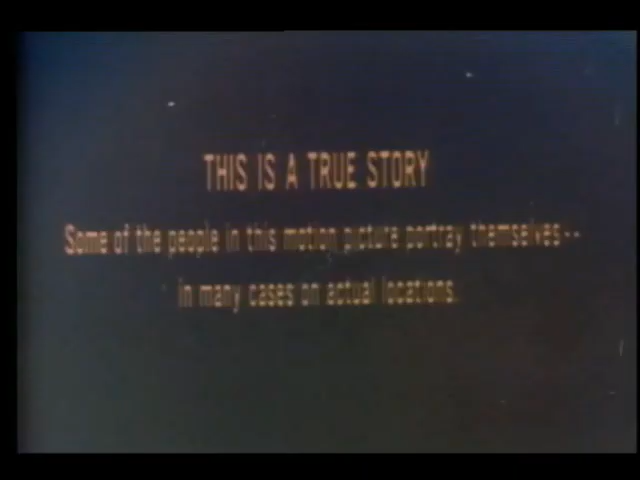 THIS IS A TRUE STORY
Some of the people in this motion picture portray themselves--
in many cases on actual locations.